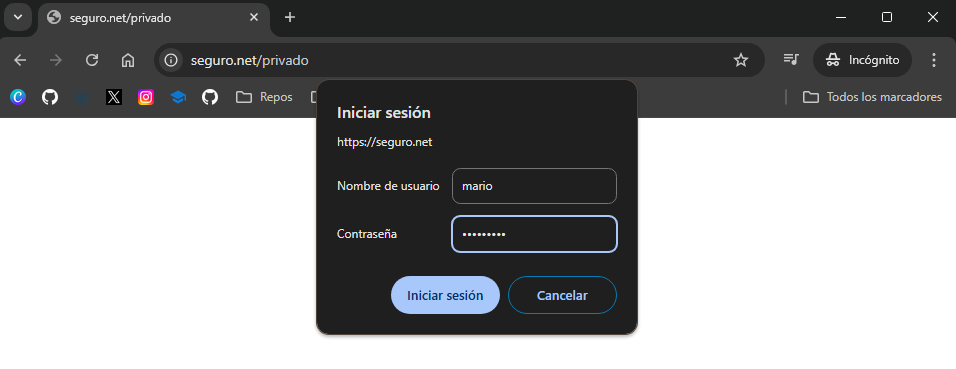 seguro.net/privado
seguro.net/privado
Incógnito
Repos
Todos los marcadores
Iniciar sesión
https://seguro.net
Nombre de usuario
mario
Contraseña
•••••••••
Iniciar sesión
Cancelar